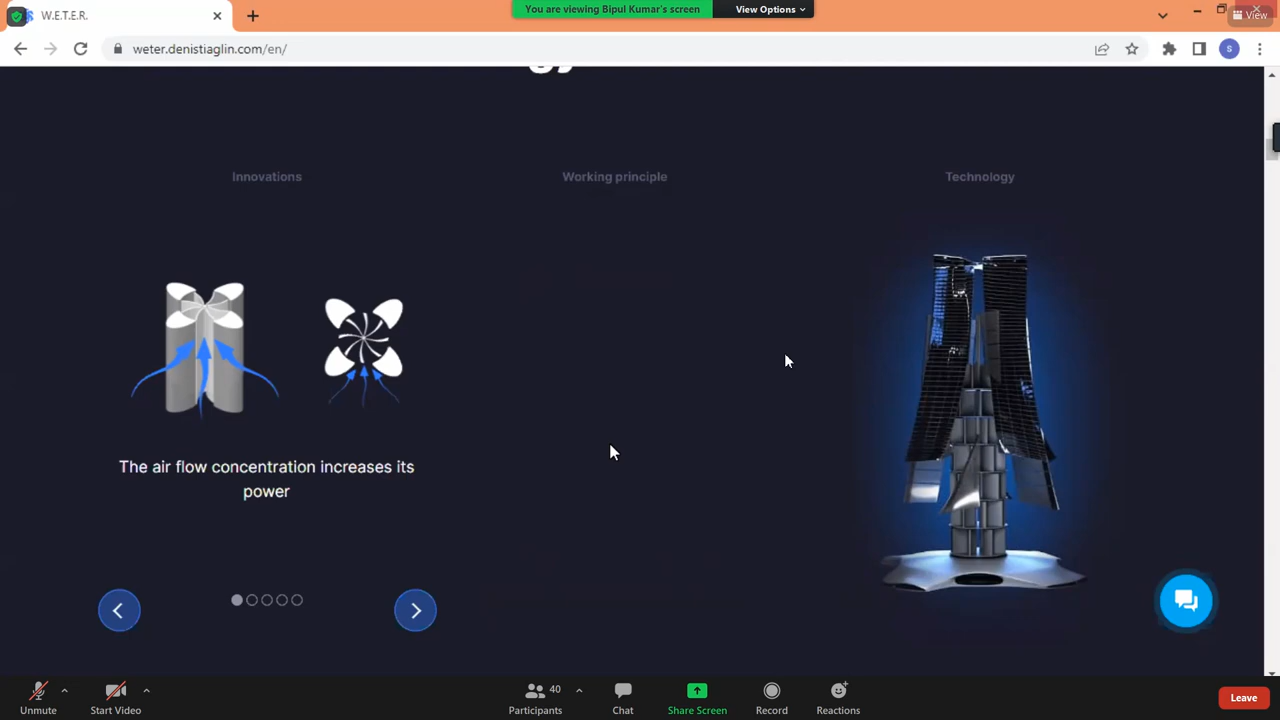 W.E.T.E.R.
You are viewing Bipul Kumar's screen
View Options
View
weter.denistiaglin.com/en/
S
Innovations
Working principle
Technology
The air flow concentration increases its
power
Unmute
Start Video
40
Participants
Chat
Share Screen
Record
Reactions
Leave